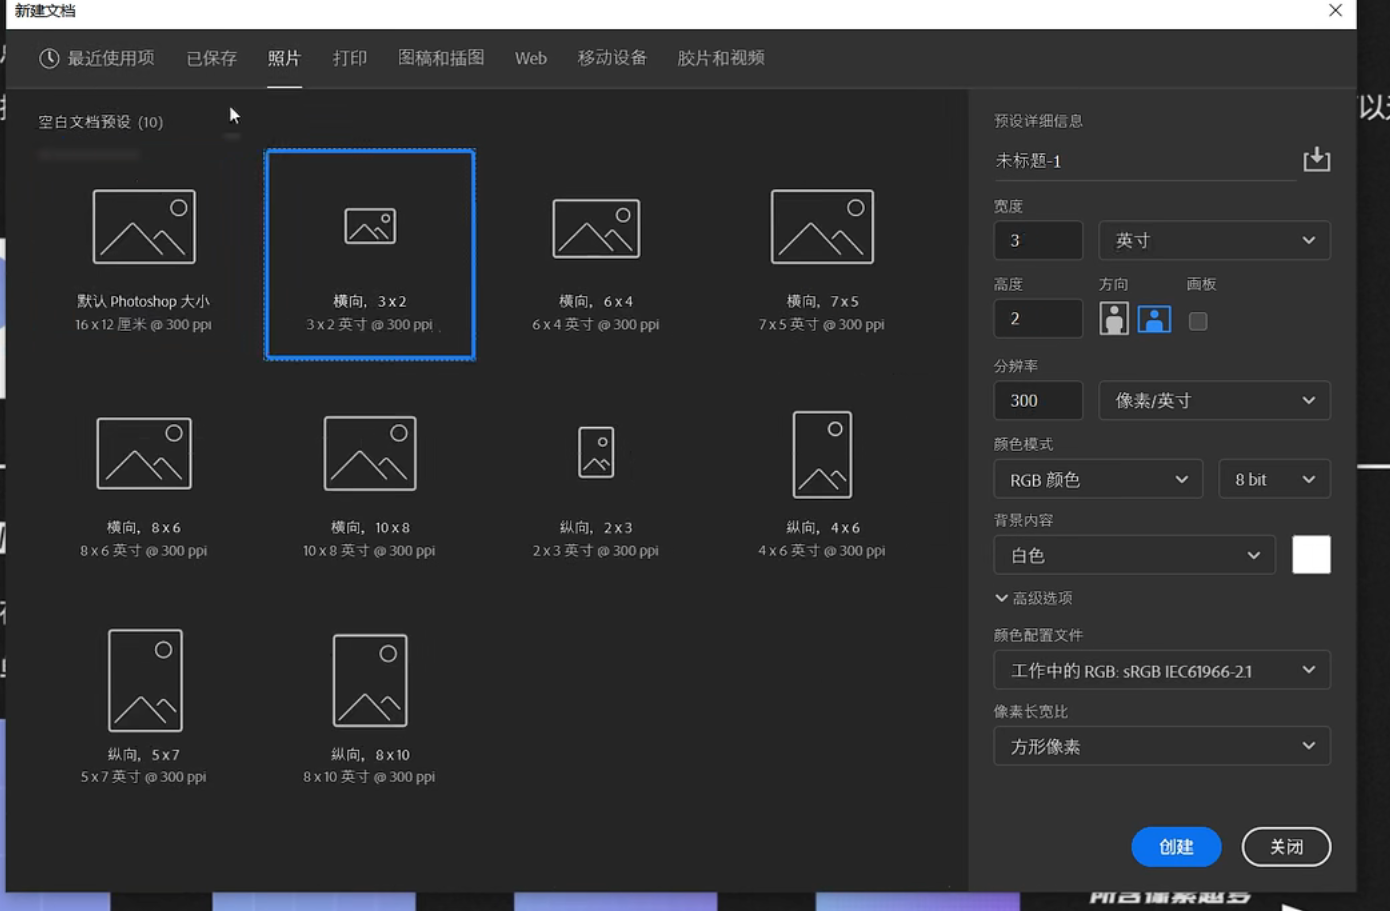 新建文档
最近使用项 已保存 照片 打印 图稿和插图 Web 移动设备 胶片和视频
空白文档预设 (10)
默认 Photoshop 大小
16 x 12 厘米 @ 300 ppi
横向, 3 x 2
3 x 2 英寸 @ 300 ppi
横向, 6 x 4
6 x 4 英寸 @ 300 ppi
横向, 7 x 5
7 x 5 英寸 @ 300 ppi
横向, 8 x 6
8 x 6 英寸 @ 300 ppi
横向, 10 x 8
10 x 8 英寸 @ 300 ppi
纵向, 2 x 3
2 x 3 英寸 @ 300 ppi
纵向, 4 x 6
4 x 6 英寸 @ 300 ppi
纵向, 5 x 7
5 x 7 英寸 @ 300 ppi
纵向, 8 x 10
8 x 10 英寸 @ 300 ppi
预设详细信息
未标题-1
宽度
3 英寸
高度 方向 画板
2
分辨率
300 像素/英寸
颜色模式
RGB 颜色 8 bit
背景内容
白色
高级选项
颜色配置文件
工作中的 RGB: sRGB IEC61966-2.1
像素长宽比
方形像素
创建 关闭
所含像素越多